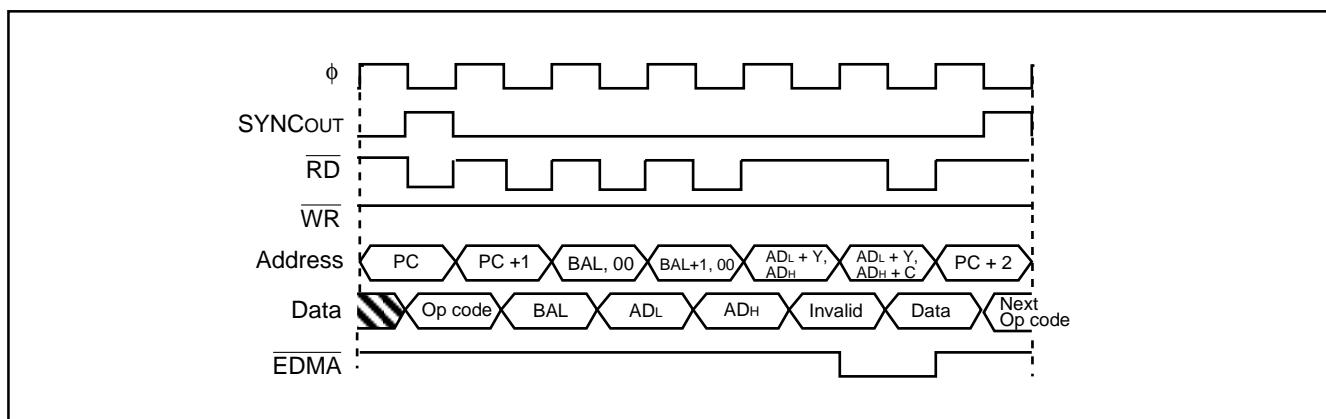 ϕ
SYNCOUT
RD
WR
Address PC PC +1 BAL, 00 BAL+1, 00 ADL + Y, ADH ADL + Y, ADH + C PC + 2
Data Op code BAL ADL ADH Invalid Data Next Op code
EDMA